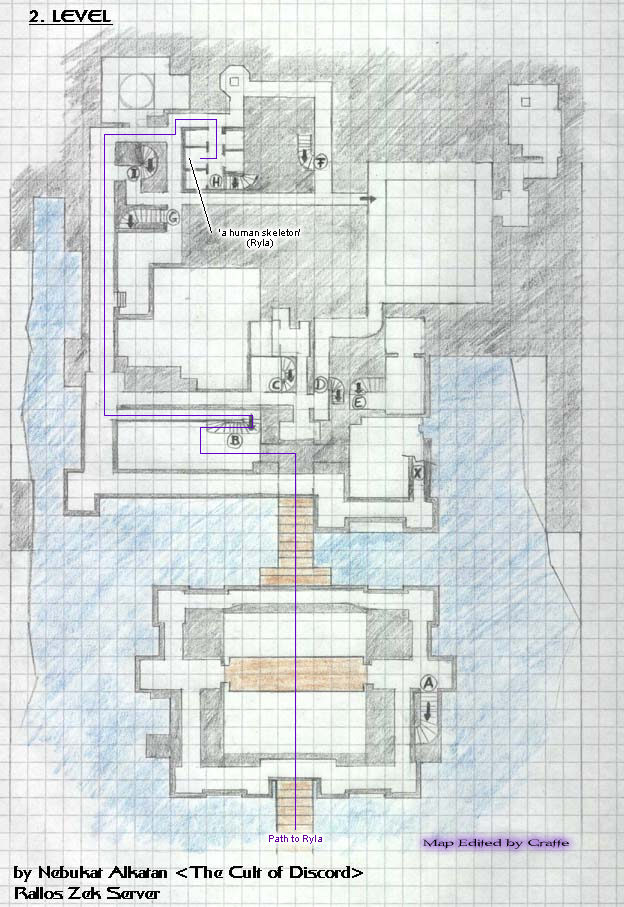 2. LEVEL
I
F
H
G
'a human skeleton'
(Ryla)
C
D
E
B
X
A
Path to Ryla
Map Edited by Graffe
by Nebukat Alkatan <The Cult of Discord>
Rallos Zek Server